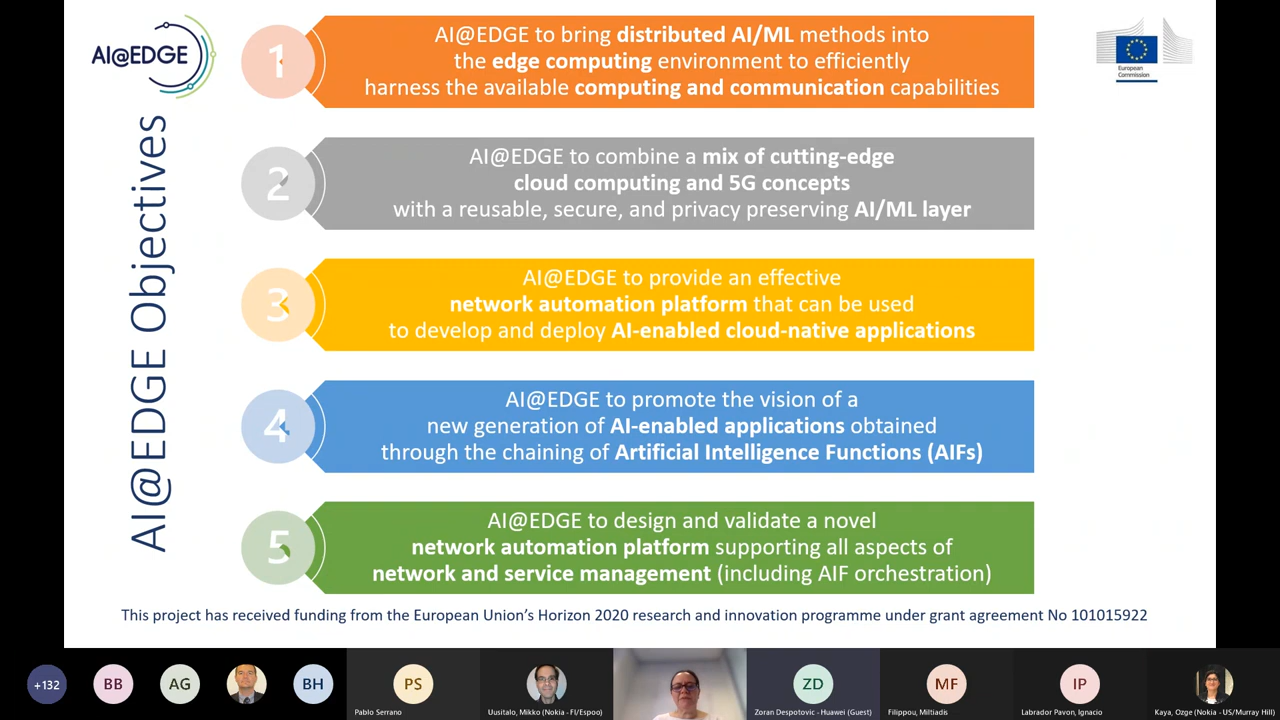 AI@EDGE
AI@EDGE Objectives
1
AI@EDGE to bring distributed AI/ML methods into
the edge computing environment to efficiently
harness the available computing and communication capabilities
2
AI@EDGE to combine a mix of cutting-edge
cloud computing and 5G concepts
with a reusable, secure, and privacy preserving AI/ML layer
3
AI@EDGE to provide an effective
network automation platform that can be used
to develop and deploy AI-enabled cloud-native applications
4
AI@EDGE to promote the vision of a
new generation of AI-enabled applications obtained
through the chaining of Artificial Intelligence Functions (AIFs)
5
AI@EDGE to design and validate a novel
network automation platform supporting all aspects of
network and service management (including AIF orchestration)
European
Commission
This project has received funding from the European Union's Horizon 2020 research and innovation programme under grant agreement No 101015922
+132
BB
AG
BH
PS
Pablo Serrano
Uusitalo, Mikko (Nokia - FI/Espoo)
ZD
Zoran Despotovic - Huawei (Guest)
MF
Filippou, Miltiadis
IP
Labrador Pavon, Ignacio
Kaya, Ozge (Nokia - US/Murray Hill)